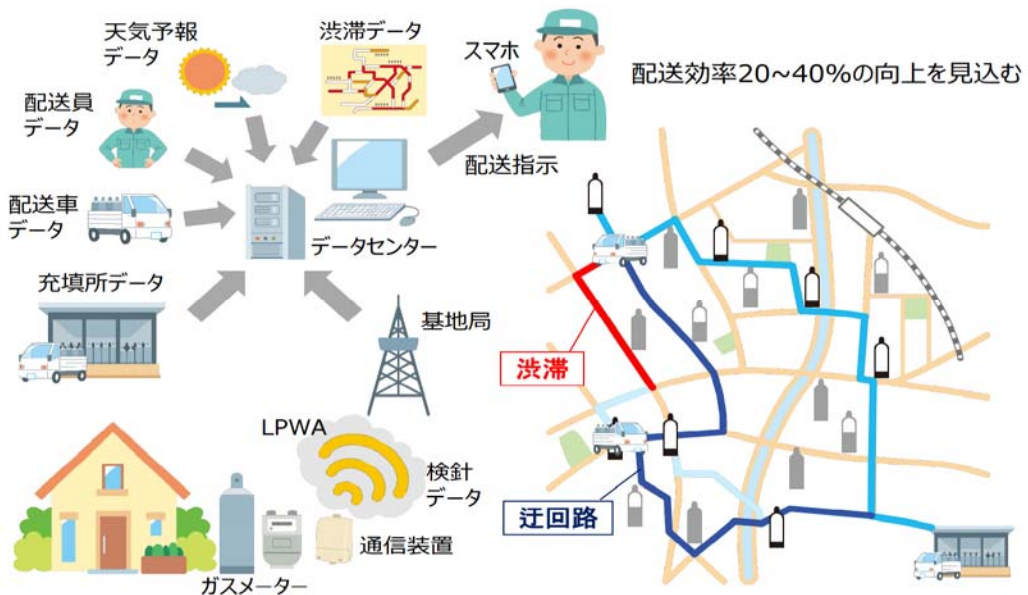 天気予報
データ
渋滞データ
スマホ
配送効率20~40%の向上を見込む
配送員
データ
配送指示
配送車
データ
データセンター
充填所データ
基地局
渋滞
LPWA
検針
データ
迂回路
通信装置
ガスメーター